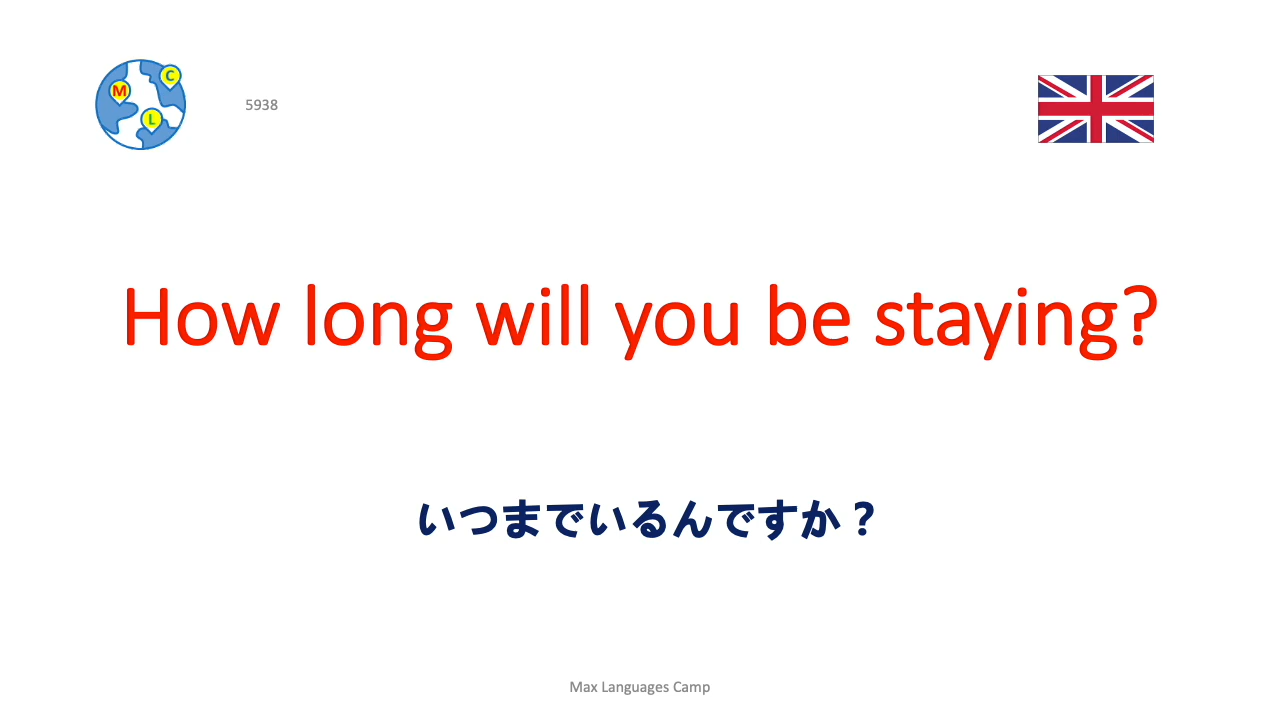 C
M
L
5938
How long will you be staying?
いつまでいるんですか？
Max Languages Camp